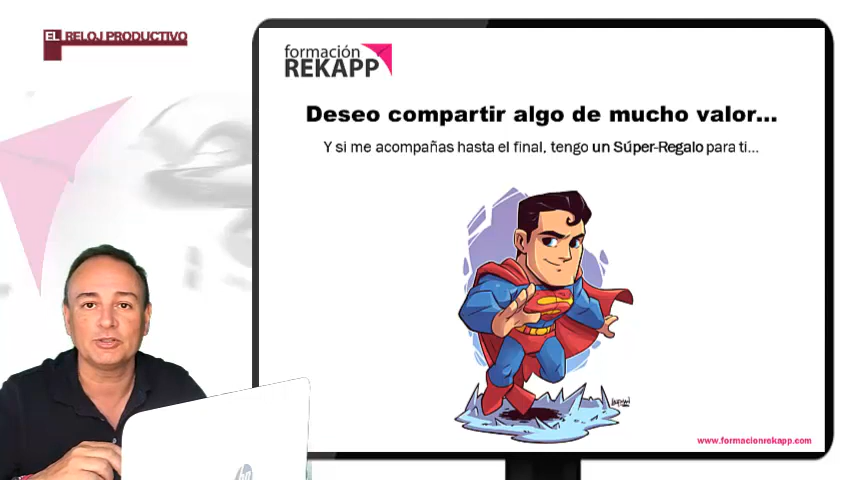 EL RELOJ PRODUCTIVO
formación
REKAPP
Deseo compartir algo de mucho valor...
Y si me acompañas hasta el final, tengo un Súper-Regalo para ti...
www.formacionrekapp.com
hp